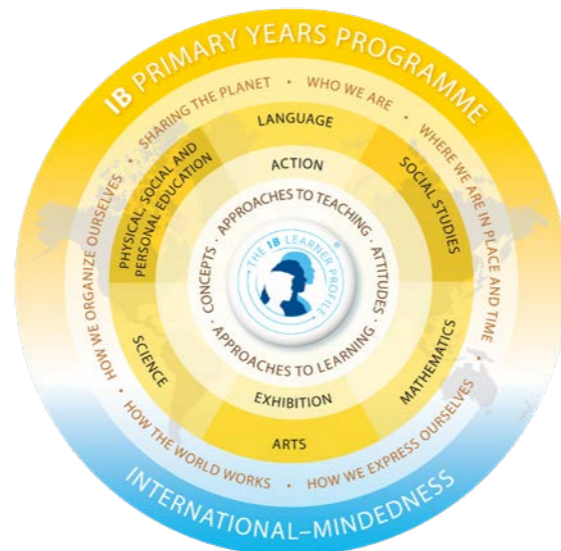 IB PRIMARY YEARS PROGRAMME
SHARING THE PLANET • WHO WE ARE • WHERE WE ARE IN PLACE AND TIME • HOW WE EXPRESS OURSELVES • HOW THE WORLD WORKS • HOW WE ORGANIZE OURSELVES •
LANGUAGE
SOCIAL STUDIES
MATHEMATICS
ARTS
SCIENCE
PHYSICAL, SOCIAL AND
PERSONAL EDUCATION
ACTION
EXHIBITION
CONCEPTS · APPROACHES TO TEACHING · ATTITUDES · APPROACHES TO LEARNING ·
THE IB LEARNER PROFILE
®
INTERNATIONAL–MINDEDNESS